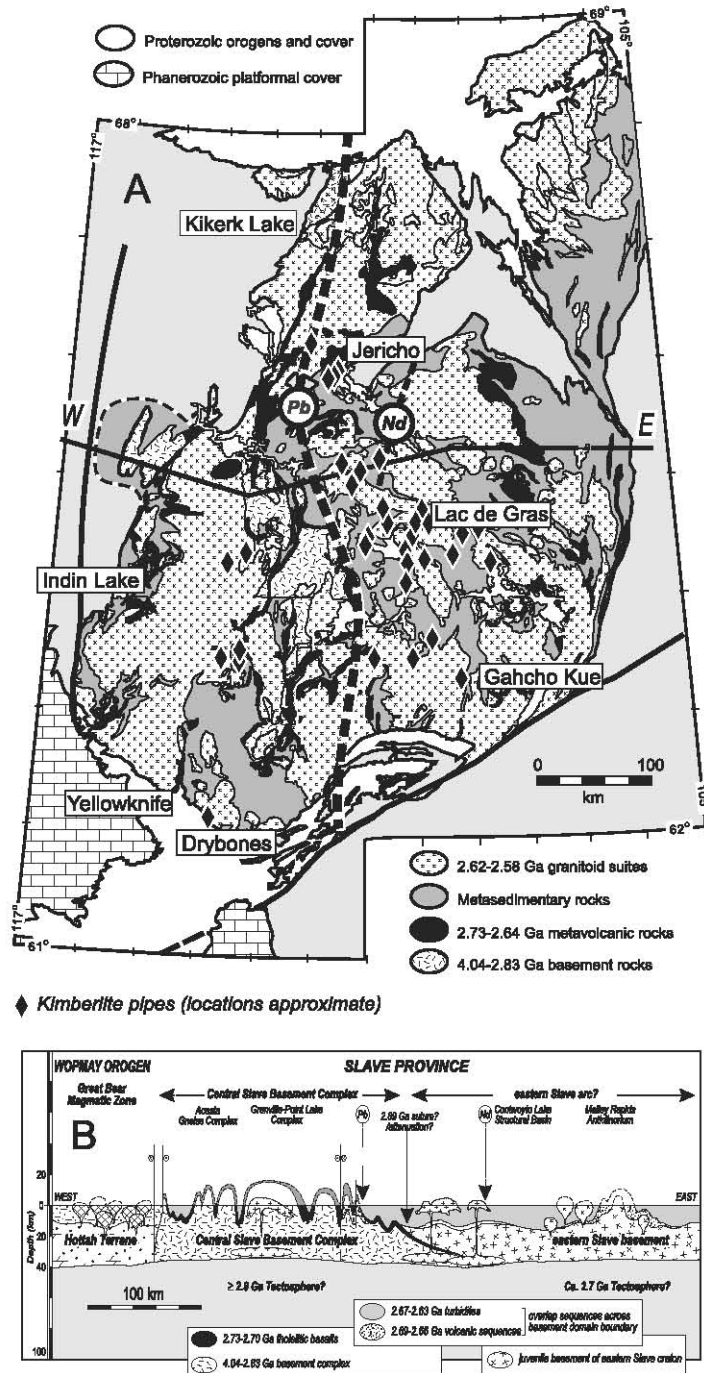 Proterozoic orogens and cover
Phanerozoic platformal cover
69°
105°
68°
117°
A
Kikerk Lake
Jericho
Pb
Nd
W
E
Lac de Gras
Indin Lake
Gahcho Kue
0 100
km
Yellowknife
Drybones
62°
117°
61°
2.62-2.58 Ga granitoid suites
Metasedimentary rocks
2.73-2.64 Ga metavolcanic rocks
4.04-2.83 Ga basement rocks
Kimberlite pipes (locations approximate)
WOPMAY OROGEN SLAVE PROVINCE
Great Bear
Magmatic Zone
Central Slave Basement Complex
eastern Slave arc?
B
Acasta
Gneiss Complex
Grenville-Point Lake
Complex
Pb
2.69 Ga suture?
/attenuation?
Nd
Contwoyto Lake
Structural Basin
Malley Rapids
Anticlinorium
20
WEST
0
EAST
Depth (km)
Hottah Terrane
Central Slave Basement Complex
eastern Slave basement
20
40
100 km
≥ 2.8 Ga Tectosphere?
Ca. 2.7 Ga Tectosphere?
2.67-2.63 turbidites
2.69-2.66 volcanic sequences
overlap sequences across
basement domain boundary
2.73-2.70 Ga tholeiitic basalts
4.04-2.83 Ga basement complex
juvenile basement of eastern Slave craton
100